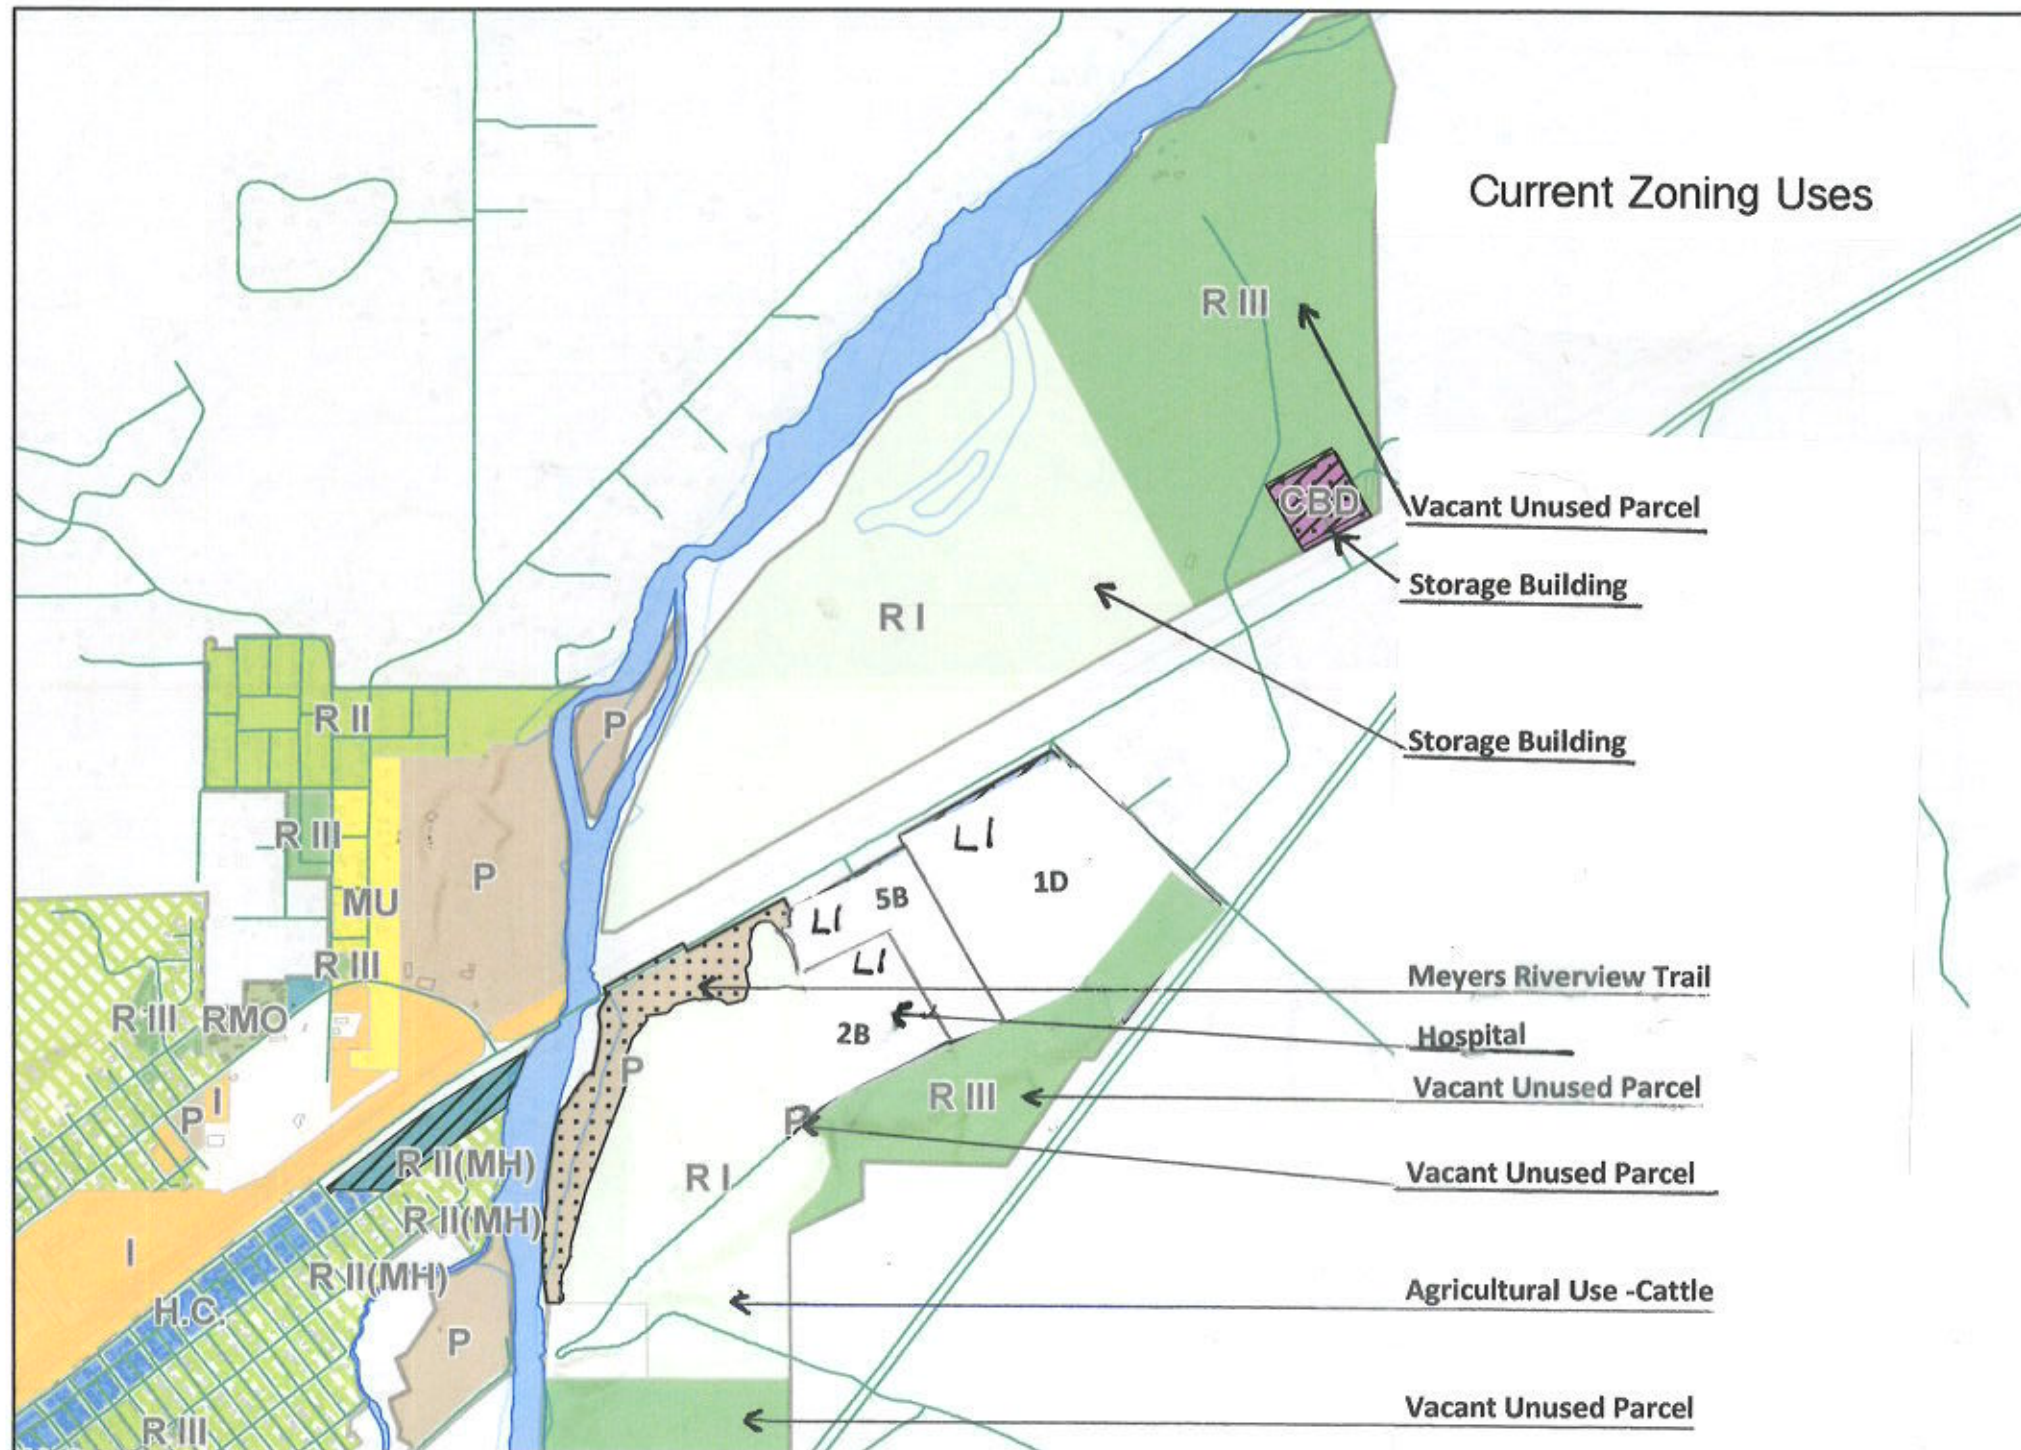 Current Zoning Uses
R III
CBD
Vacant Unused Parcel
Storage Building
R I
Storage Building
R II
P
R III
MU
P
L I
1D
5B
L I
L I
2B
R III
R III
RMO
Meyers Riverview Trail
Hospital
Vacant Unused Parcel
P
I
P
R III
P
R II(MH)
R I
Vacant Unused Parcel
R II(MH)
I
R II(MH)
H.C.
Agricultural Use -Cattle
P
R III
Vacant Unused Parcel